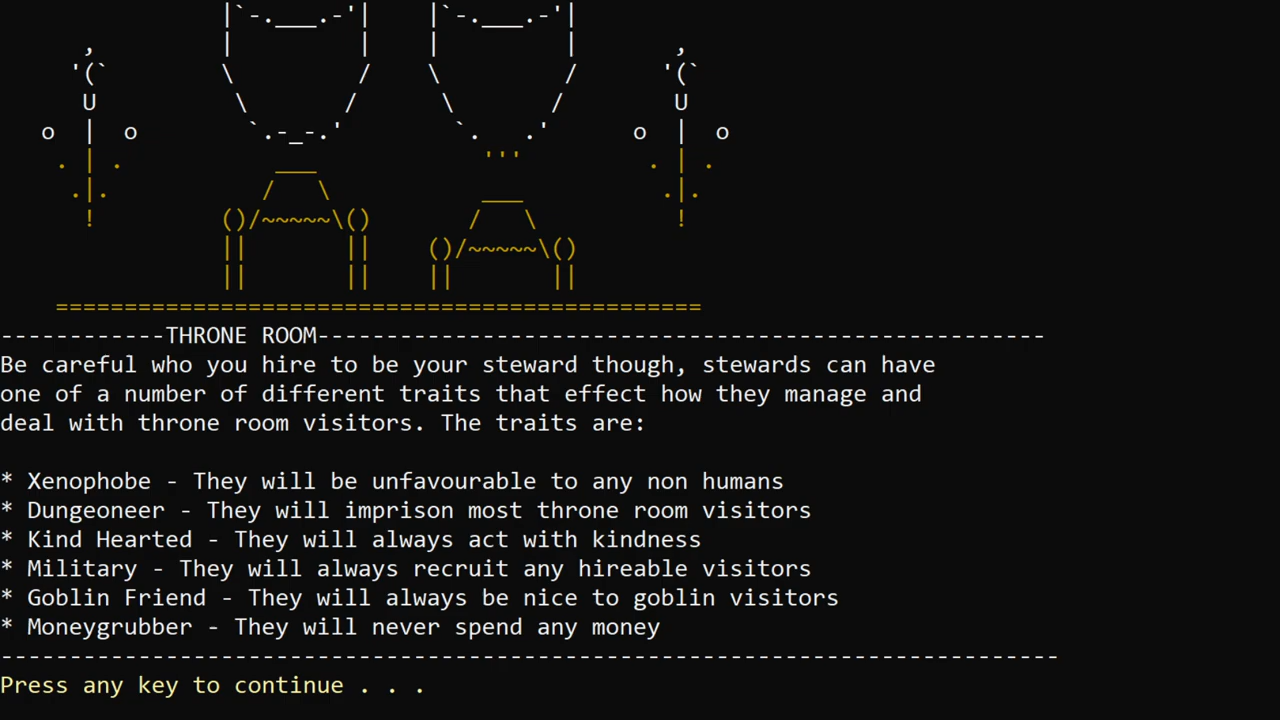 ------------THRONE ROOM-----------------------------------------------------
Be careful who you hire to be your steward though, stewards can have
one of a number of different traits that effect how they manage and
deal with throne room visitors. The traits are:
* Xenophobe - They will be unfavourable to any non humans
* Dungeoneer - They will imprison most throne room visitors
* Kind Hearted - They will always act with kindness
* Military - They will always recruit any hireable visitors
* Goblin Friend - They will always be nice to goblin visitors
* Moneygrubber - They will never spend any money
-----------------------------------------------------------------------------
Press any key to continue . . .